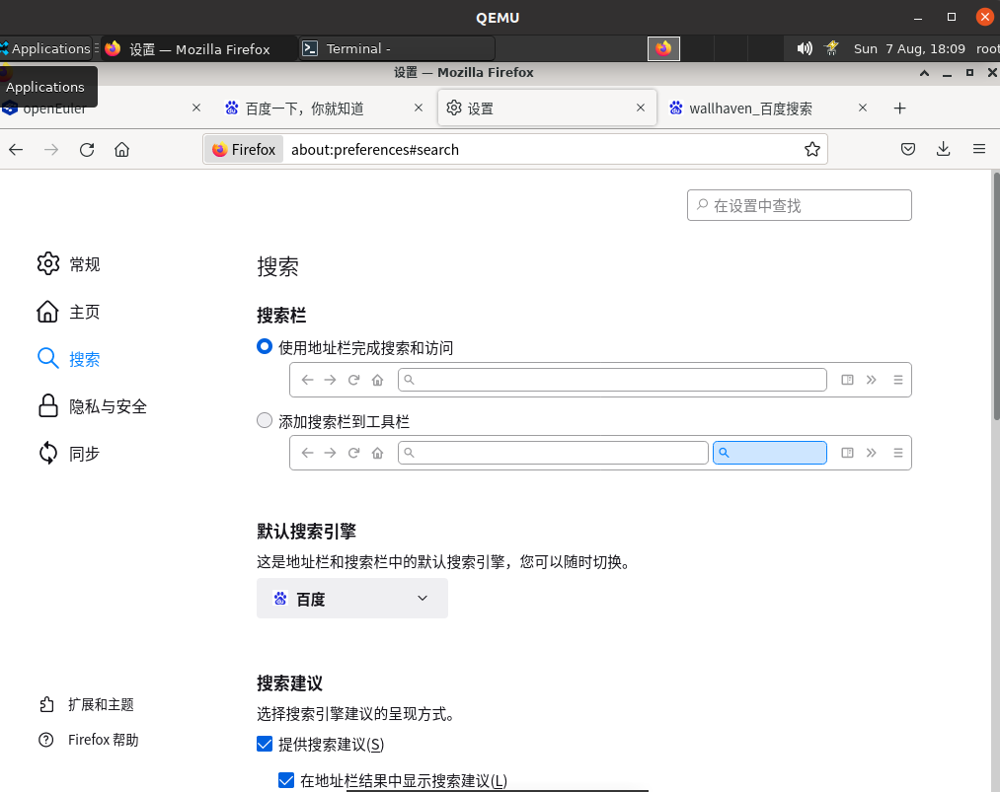 QEMU
Applications
设置 — Mozilla Firefox
Terminal -
Sun 7 Aug, 18:09 root
设置 — Mozilla Firefox
Applications
openEuler
百度一下，你就知道
设置
wallhaven_百度搜索
Firefox
about:preferences#search
在设置中查找
常规
主页
搜索
隐私与安全
同步
扩展和主题
Firefox 帮助
搜索
搜索栏
使用地址栏完成搜索和访问
添加搜索栏到工具栏
默认搜索引擎
这是地址栏和搜索栏中的默认搜索引擎，您可以随时切换。
百度
搜索建议
选择搜索引擎建议的呈现方式。
提供搜索建议(S)
在地址栏结果中显示搜索建议(L)